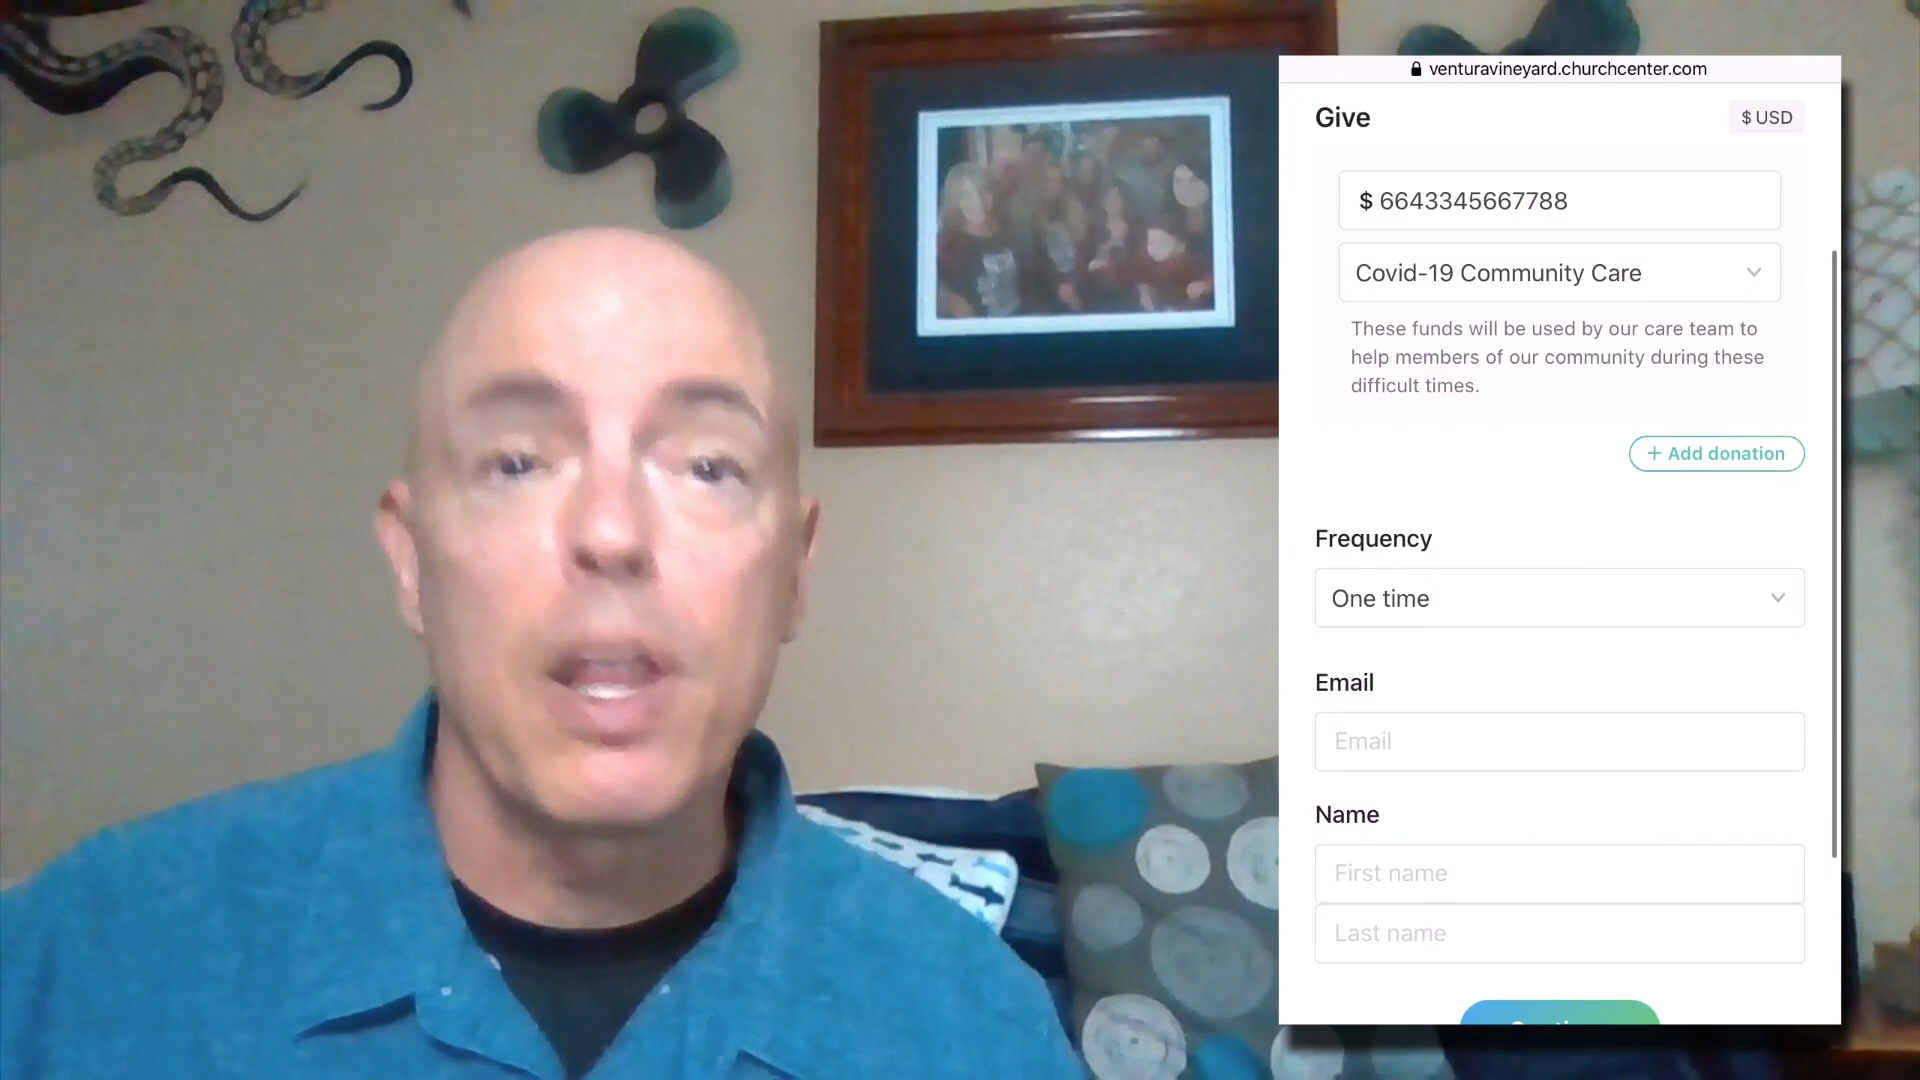 venturavineyard.churchcenter.com
Give
$ USD
$ 6643345667788
Covid-19 Community Care
These funds will be used by our care team to
help members of our community during these
difficult times.
+ Add donation
Frequency
One time
Email
Email
Name
First name
Last name